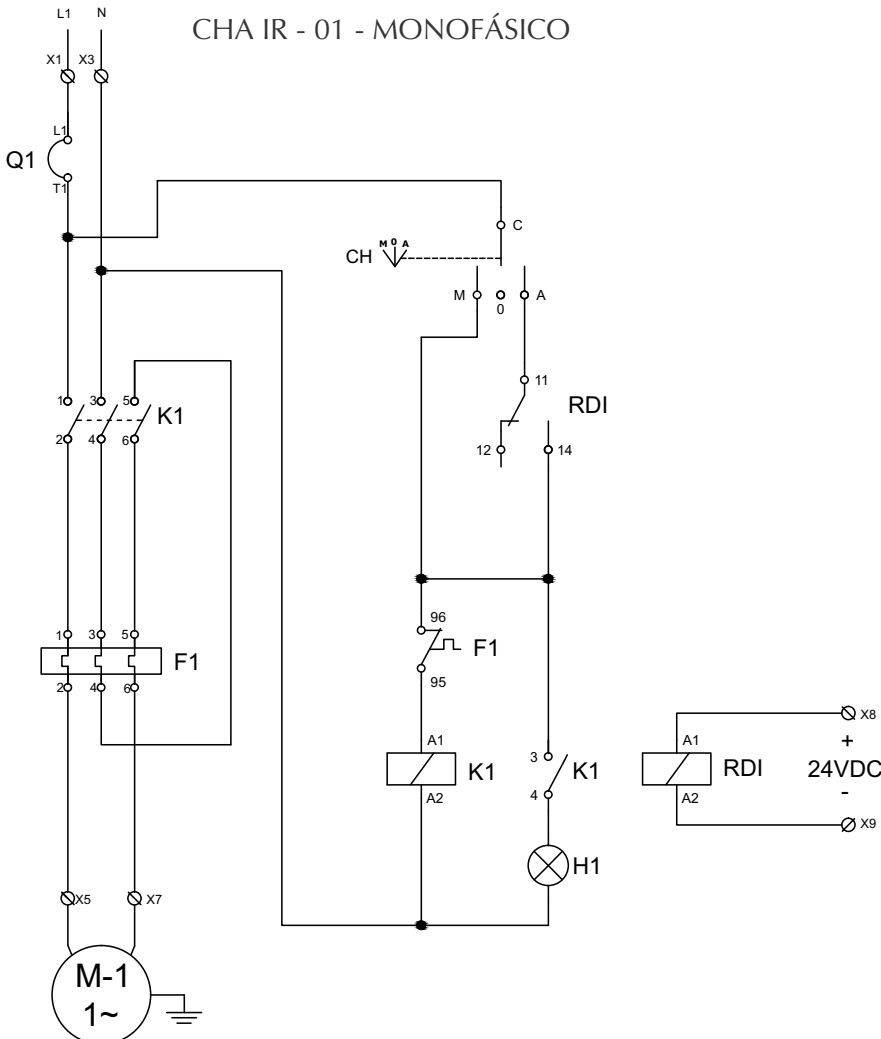 L1 N
CHA IR - 01 - MONOFÁSICO
X1 X3
L1
Q1
T1
C
CH M 0 A
M 0 A
11
RDI
12 14
1 3 5
K1
2 4 6
96
F1
95
1 3 5
F1
2 4 6
A1
K1
A2
3
K1
4
H1
A1
RDI
A2
X8
+
24VDC
-
X9
X5 X7
M-1
1~